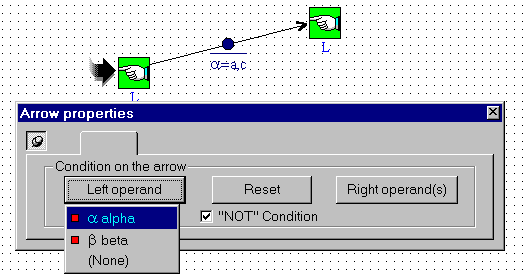 L
α=a,c
L
Arrow properties
Condition on the arrow
Left operand Reset Right operand(s)
α alpha
"NOT" Condition
β beta
(None)